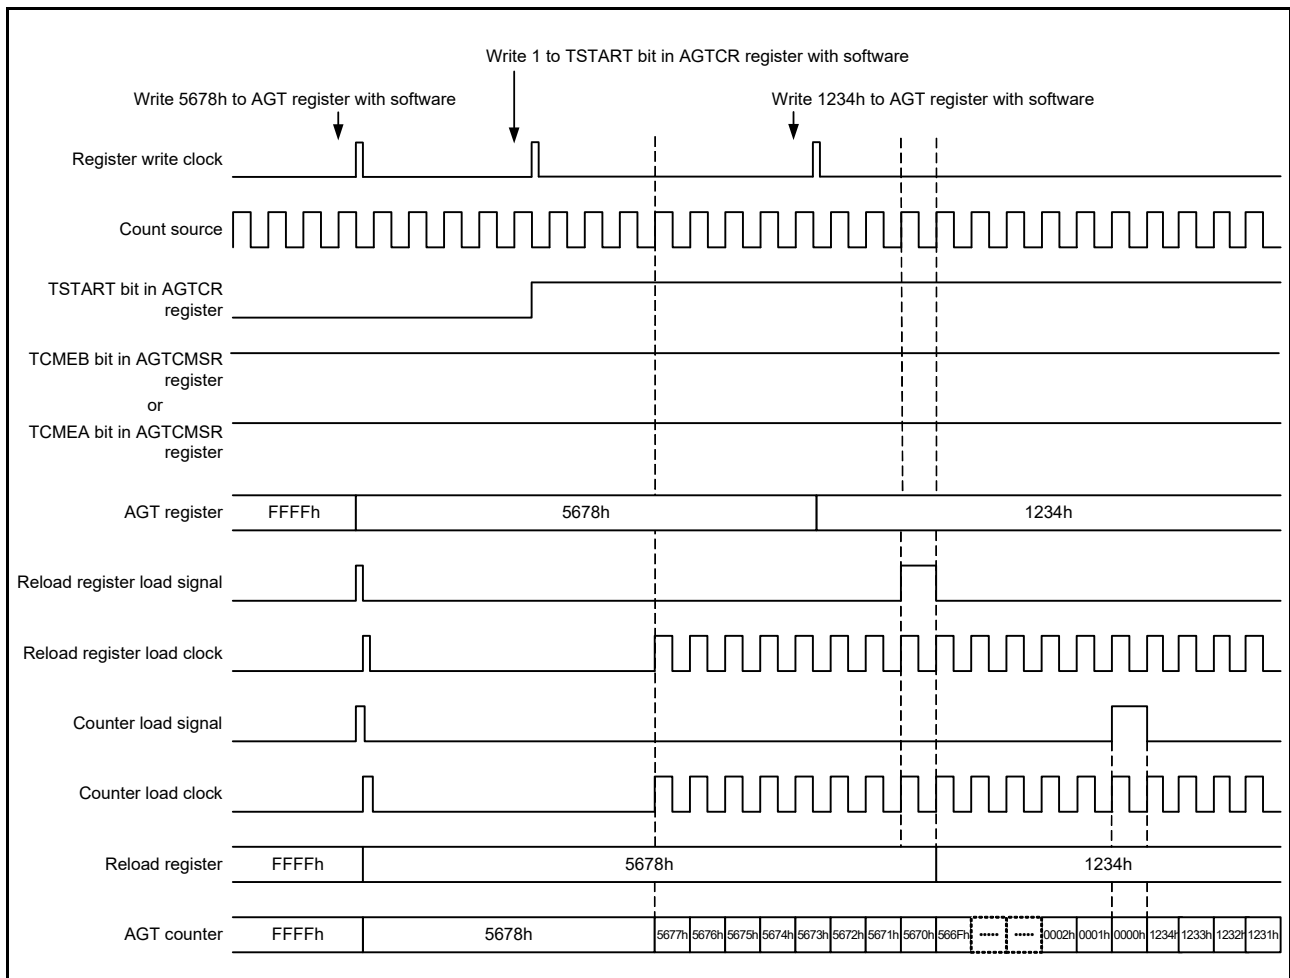 Write 1 to TSTART bit in AGTCR register with software
Write 5678h to AGT register with software
Write 1234h to AGT register with software
Register write clock
Count source
TSTART bit in AGTCR
register
TCMEB bit in AGTCMSR
register
or
TCMEA bit in AGTCMSR
register
AGT register
FFFFh
5678h
1234h
Reload register load signal
Reload register load clock
Counter load signal
Counter load clock
Reload register
FFFFh
5678h
1234h
AGT counter
FFFFh
5678h
5677h
5676h
5675h
5674h
5673h
5672h
5671h
5670h
566Fh
-----
-----
0002h
0001h
0000h
1234h
1233h
1232h
1231h